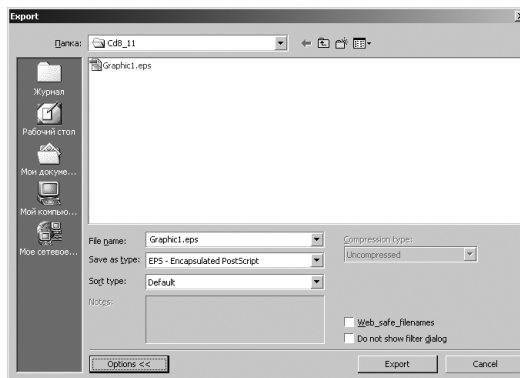 Export
Папка: Cd8_11
Graphic1.eps
Журнал
Рабочий стол
Мои докуме...
Мой компью...
Мое сетевое...
File name: Graphic1.eps
Save as type: EPS - Encapsulated PostScript
Sort type: Default
Notes:
Compression type:
Uncompressed
Web_safe_filenames
Do not show filter dialog
Options <<
Export
Cancel